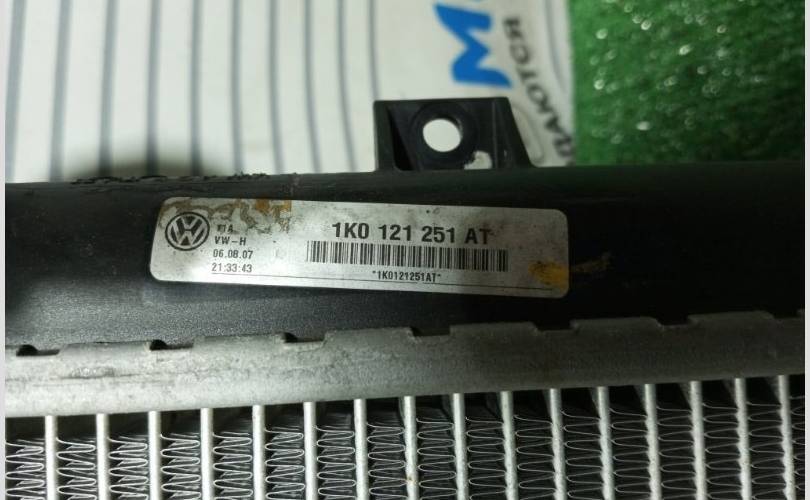 1K0 121 251 AT
VW-H
06.08.07
21:33:43
*1K0121251AT*